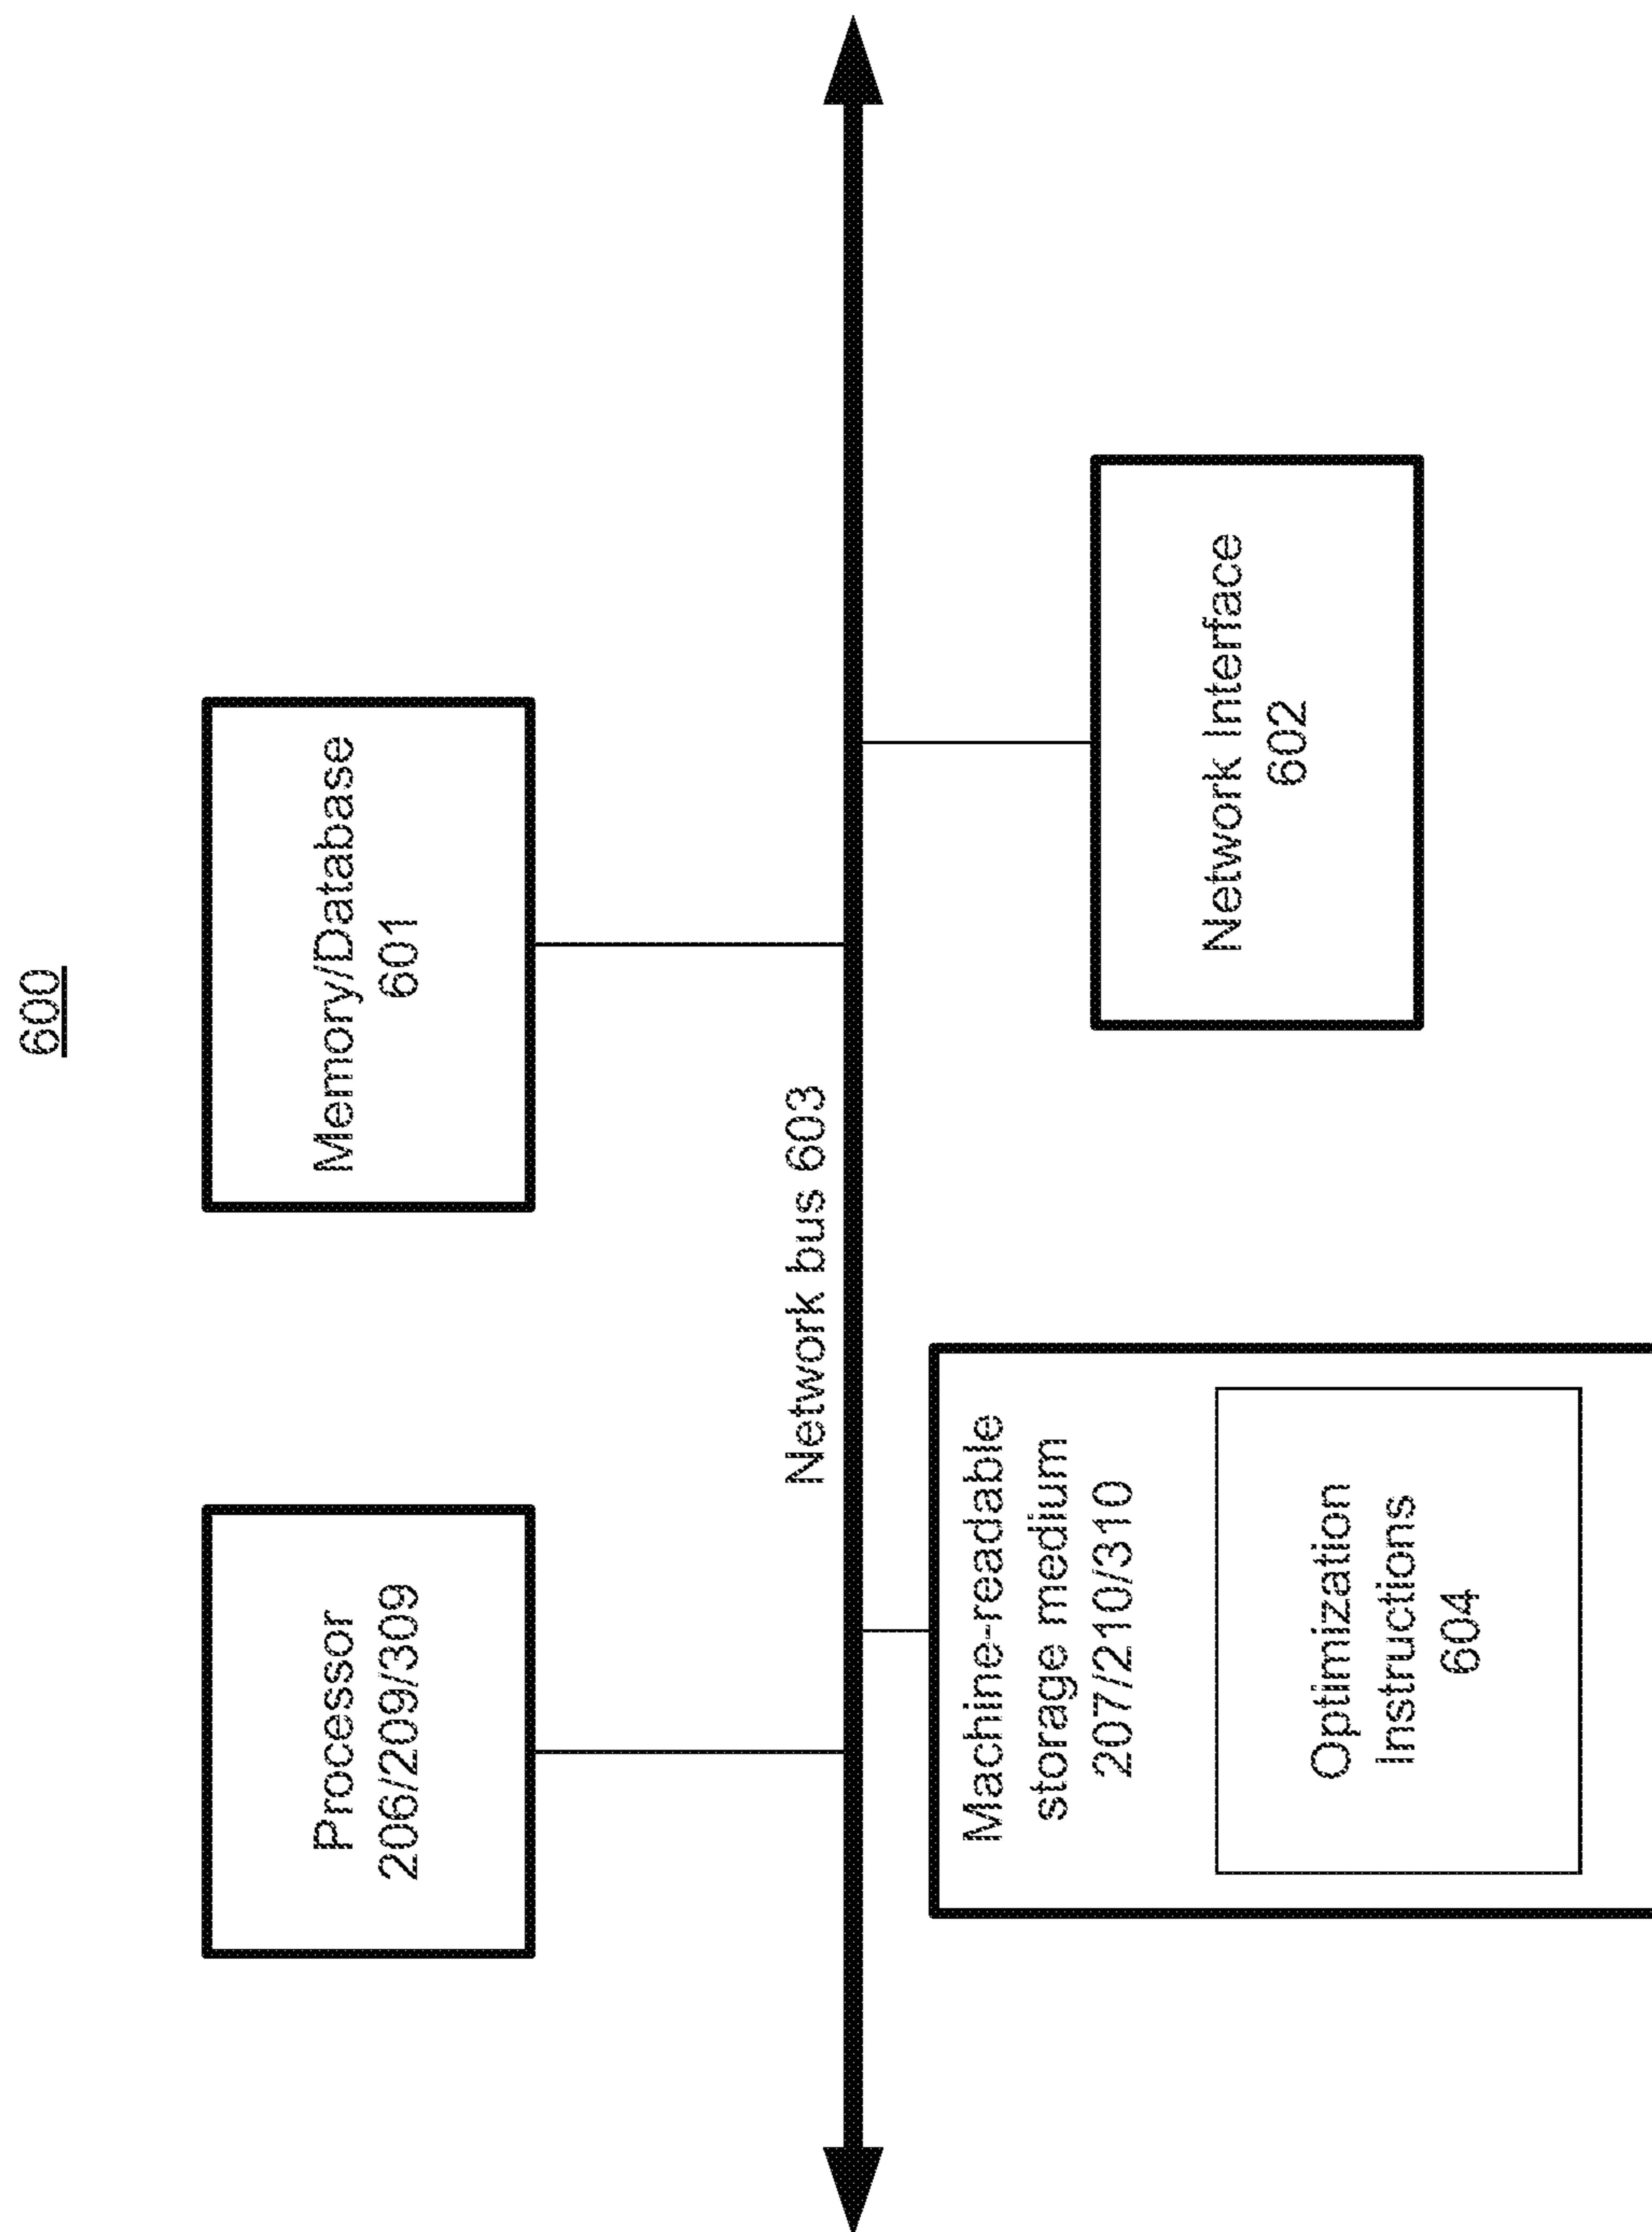 600
Processor
206/209/309
Memory/Database
601
Network bus 603
Machine-readable
storage medium
207/210/310
Optimization
Instructions
604
Network Interface
602